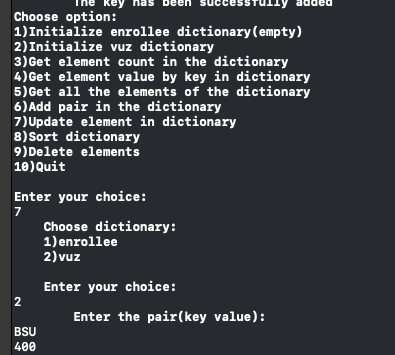 The key has been successfully added
Choose option:
1)Initialize enrollee dictionary(empty)
2)Initialize vuz dictionary
3)Get element count in the dictionary
4)Get element value by key in dictionary
5)Get all the elements of the dictionary
6)Add pair in the dictionary
7)Update element in dictionary
8)Sort dictionary
9)Delete elements
10)Quit
Enter your choice:
7
Choose dictionary:
1)enrollee
2)vuz
Enter your choice:
2
Enter the pair(key value):
BSU
400